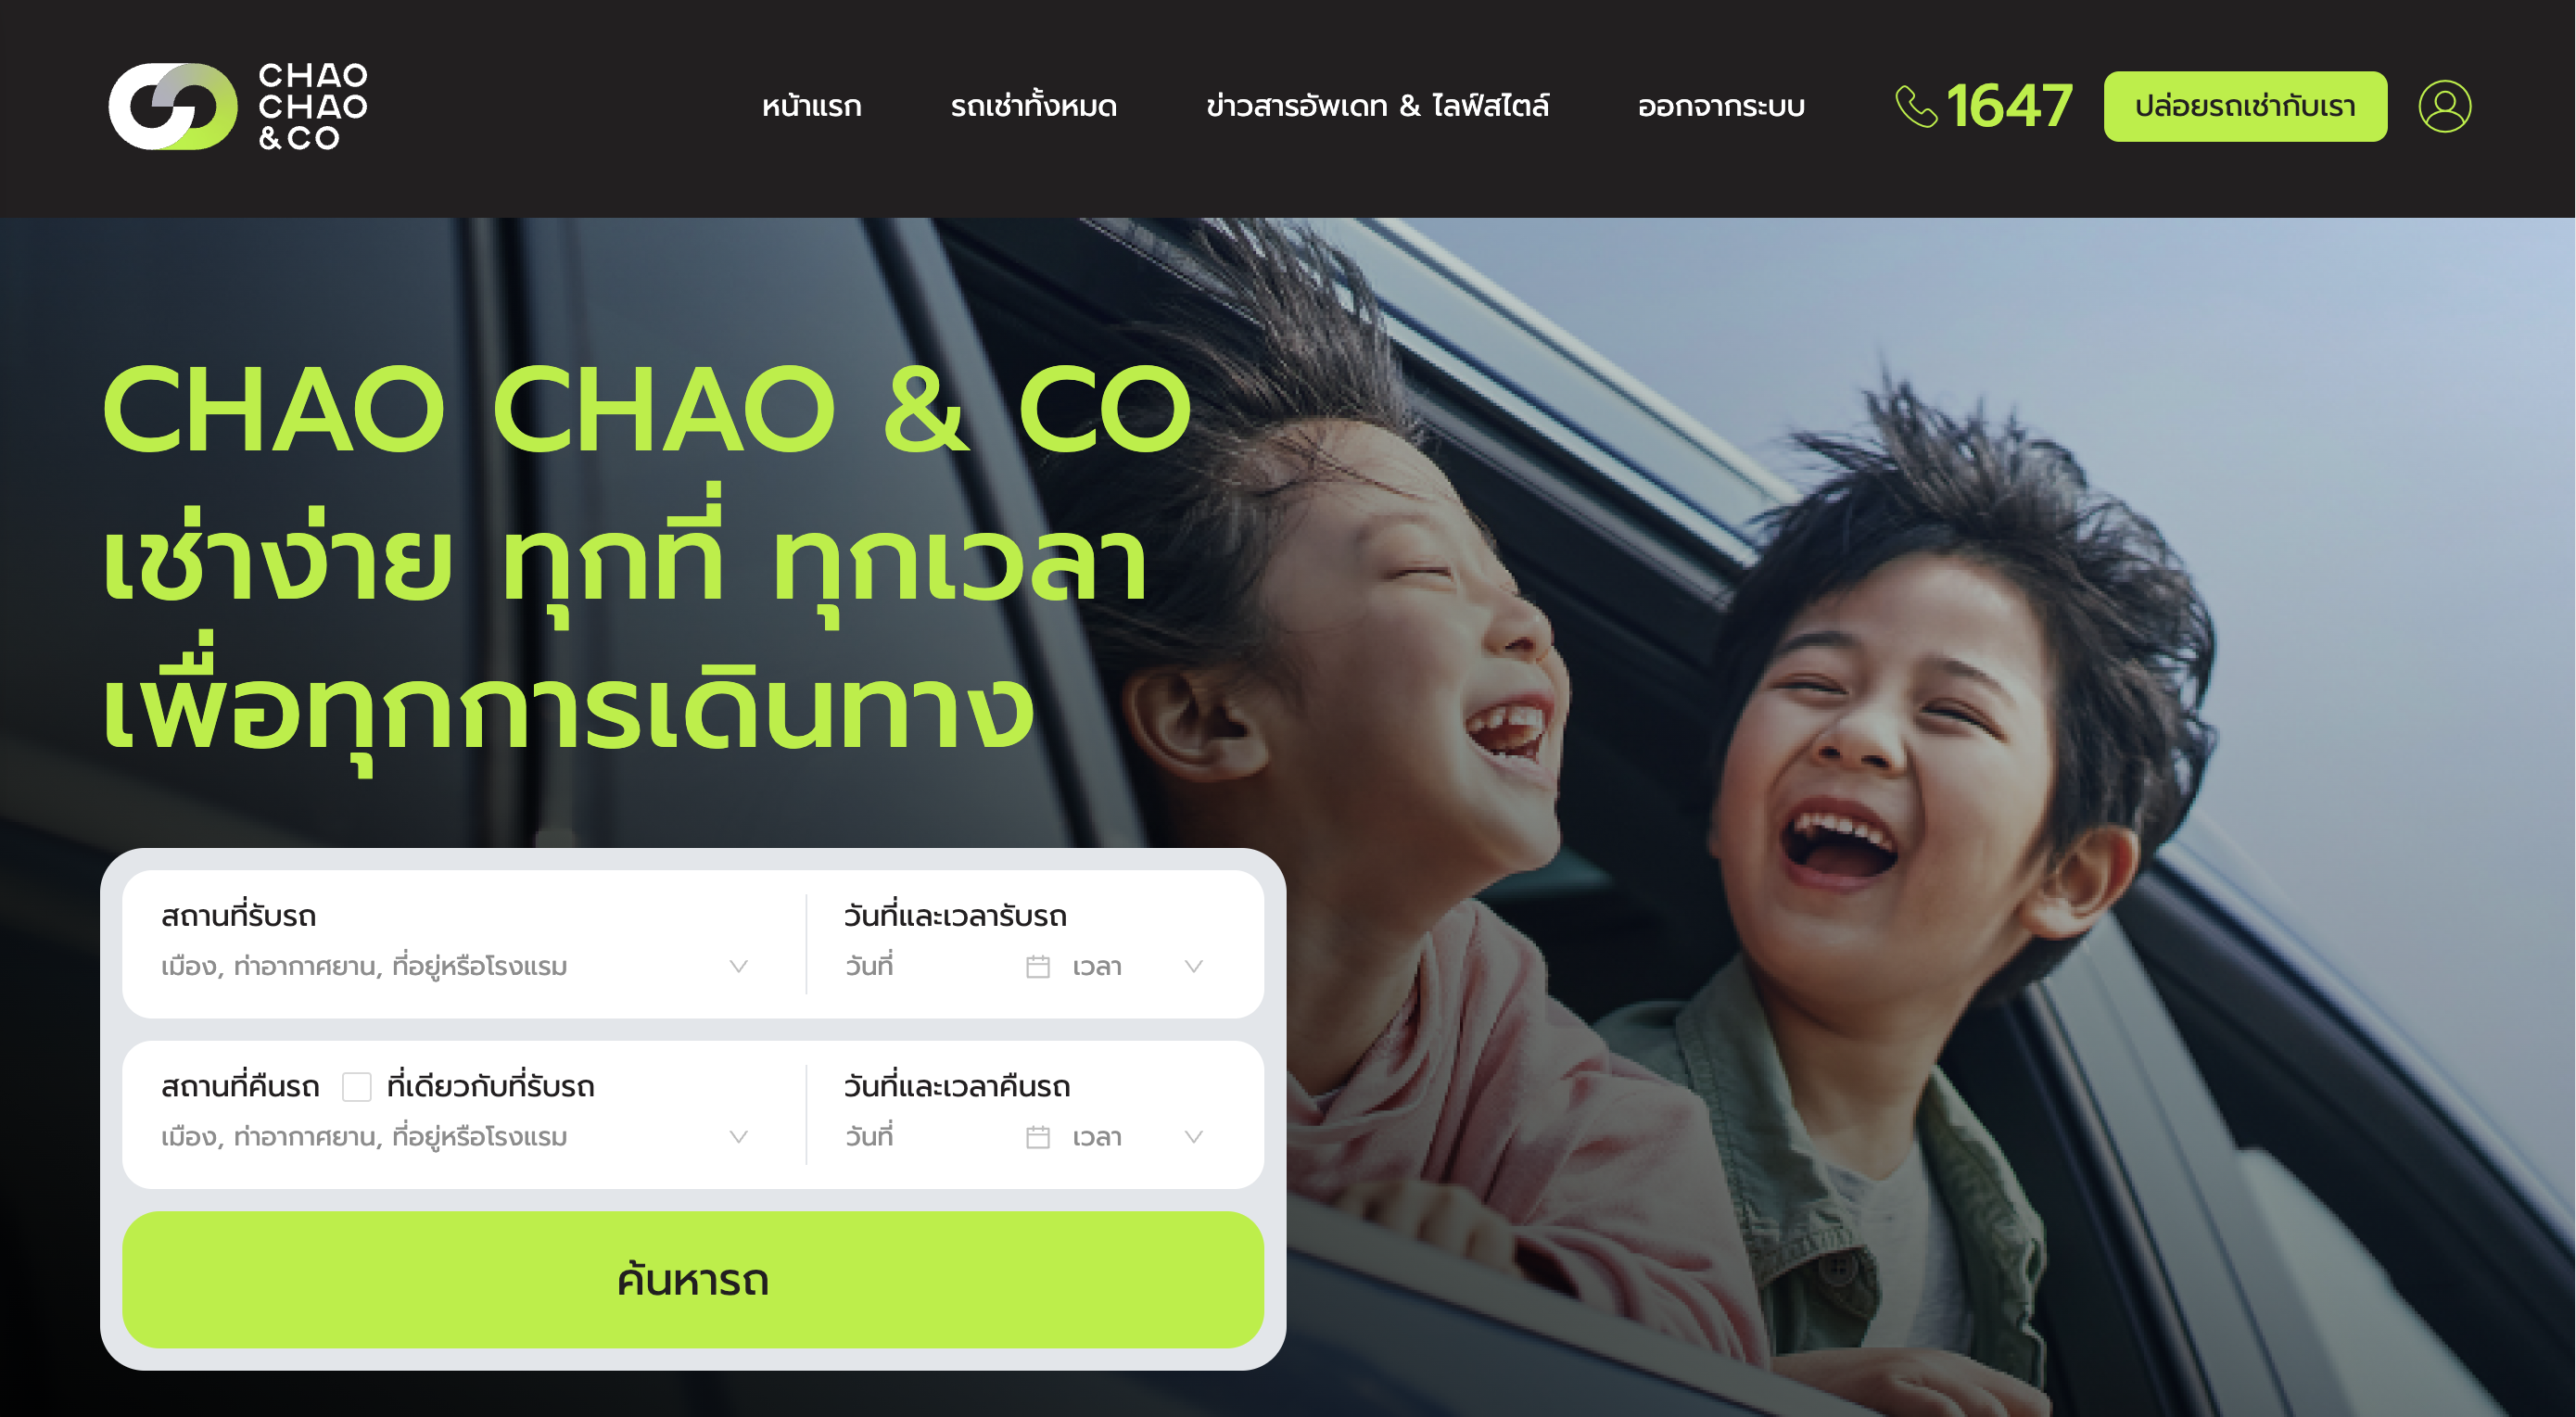 CHAO
CHAO
&CO
หน้าแรก
รถเช่าทั้งหมด
ข่าวสารอัพเดท & ไลฟ์สไตล์
ออกจากระบบ
1647
ปล่อยรถเช่ากับเรา
CHAO CHAO & CO
เช่าง่าย ทุกที่ ทุกเวลา
เพื่อทุกการเดินทาง
สถานที่รับรถ
เมือง, ท่าอากาศยาน, ที่อยู่หรือโรงแรม
วันที่และเวลารับรถ
วันที่ เวลา
สถานที่คืนรถ ที่เดียวกับที่รับรถ
เมือง, ท่าอากาศยาน, ที่อยู่หรือโรงแรม
วันที่และเวลาคืนรถ
วันที่ เวลา
ค้นหารถ